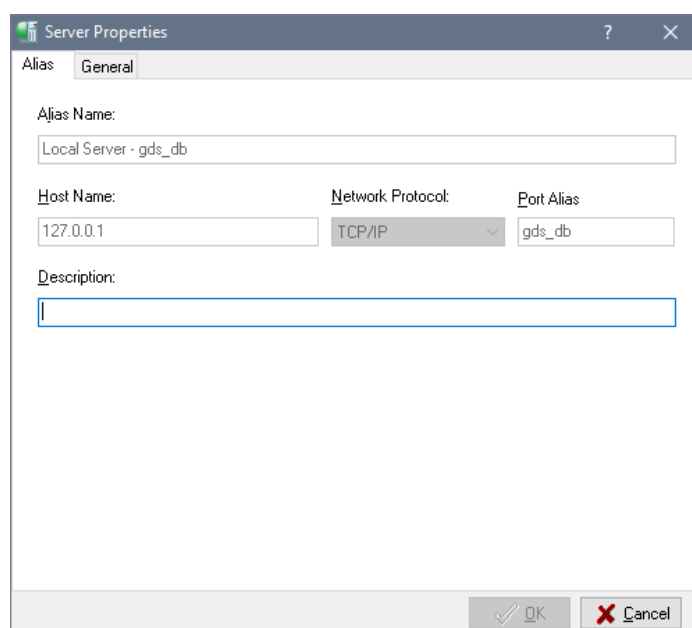 Server Properties
Alias General
Alias Name:
Local Server - gds_db
Host Name: Network Protocol: Port Alias
127.0.0.1 TCP/IP gds_db
Description:
OK Cancel